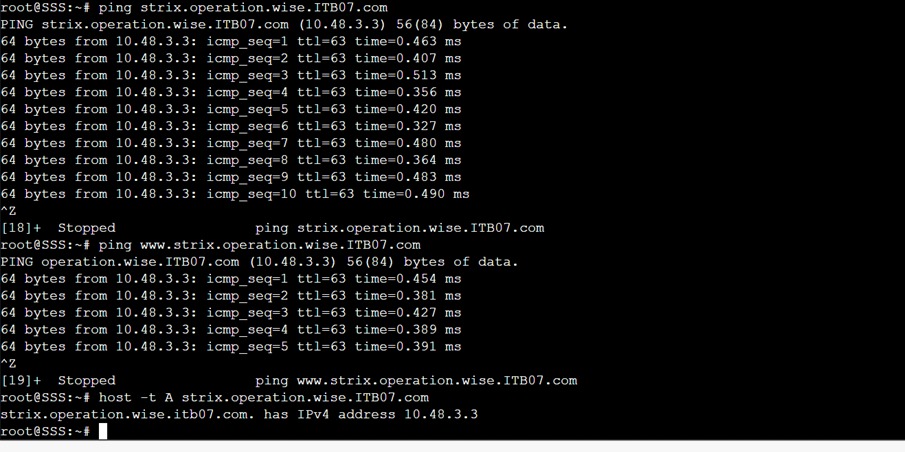 root@SSS:~# ping strix.operation.wise.ITB07.com
PING strix.operation.wise.ITB07.com (10.48.3.3) 56(84) bytes of data.
64 bytes from 10.48.3.3: icmp_seq=1 ttl=63 time=0.463 ms
64 bytes from 10.48.3.3: icmp_seq=2 ttl=63 time=0.407 ms
64 bytes from 10.48.3.3: icmp_seq=3 ttl=63 time=0.513 ms
64 bytes from 10.48.3.3: icmp_seq=4 ttl=63 time=0.356 ms
64 bytes from 10.48.3.3: icmp_seq=5 ttl=63 time=0.420 ms
64 bytes from 10.48.3.3: icmp_seq=6 ttl=63 time=0.327 ms
64 bytes from 10.48.3.3: icmp_seq=7 ttl=63 time=0.480 ms
64 bytes from 10.48.3.3: icmp_seq=8 ttl=63 time=0.364 ms
64 bytes from 10.48.3.3: icmp_seq=9 ttl=63 time=0.483 ms
64 bytes from 10.48.3.3: icmp_seq=10 ttl=63 time=0.490 ms
^Z
[18]+  Stopped                 ping strix.operation.wise.ITB07.com
root@SSS:~# ping www.strix.operation.wise.ITB07.com
PING operation.wise.ITB07.com (10.48.3.3) 56(84) bytes of data.
64 bytes from 10.48.3.3: icmp_seq=1 ttl=63 time=0.454 ms
64 bytes from 10.48.3.3: icmp_seq=2 ttl=63 time=0.381 ms
64 bytes from 10.48.3.3: icmp_seq=3 ttl=63 time=0.427 ms
64 bytes from 10.48.3.3: icmp_seq=4 ttl=63 time=0.389 ms
64 bytes from 10.48.3.3: icmp_seq=5 ttl=63 time=0.391 ms
^Z
[19]+  Stopped                 ping www.strix.operation.wise.ITB07.com
root@SSS:~# host -t A strix.operation.wise.ITB07.com
strix.operation.wise.itb07.com. has IPv4 address 10.48.3.3
root@SSS:~#